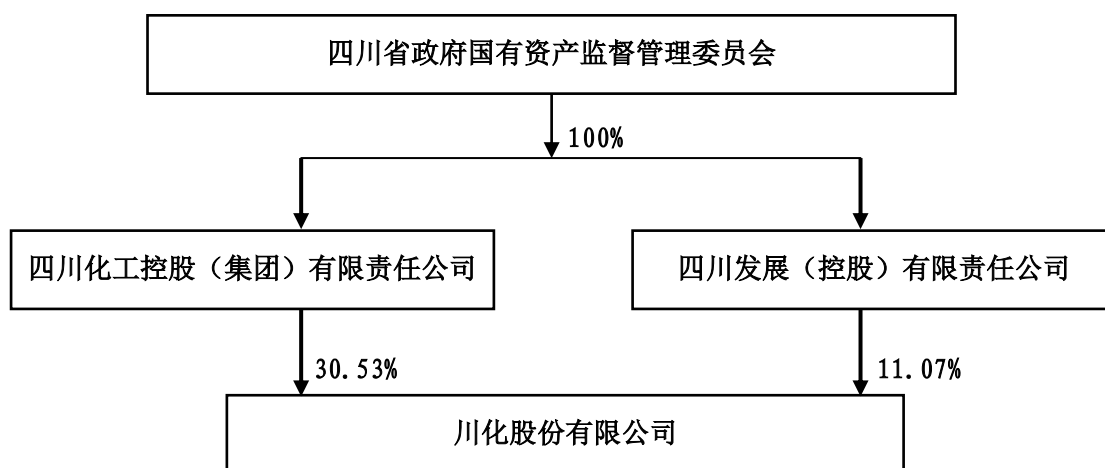 四川省政府国有资产监督管理委员会
100%
四川化工控股（集团）有限责任公司
四川发展（控股）有限责任公司
30.53%
11.07%
川化股份有限公司